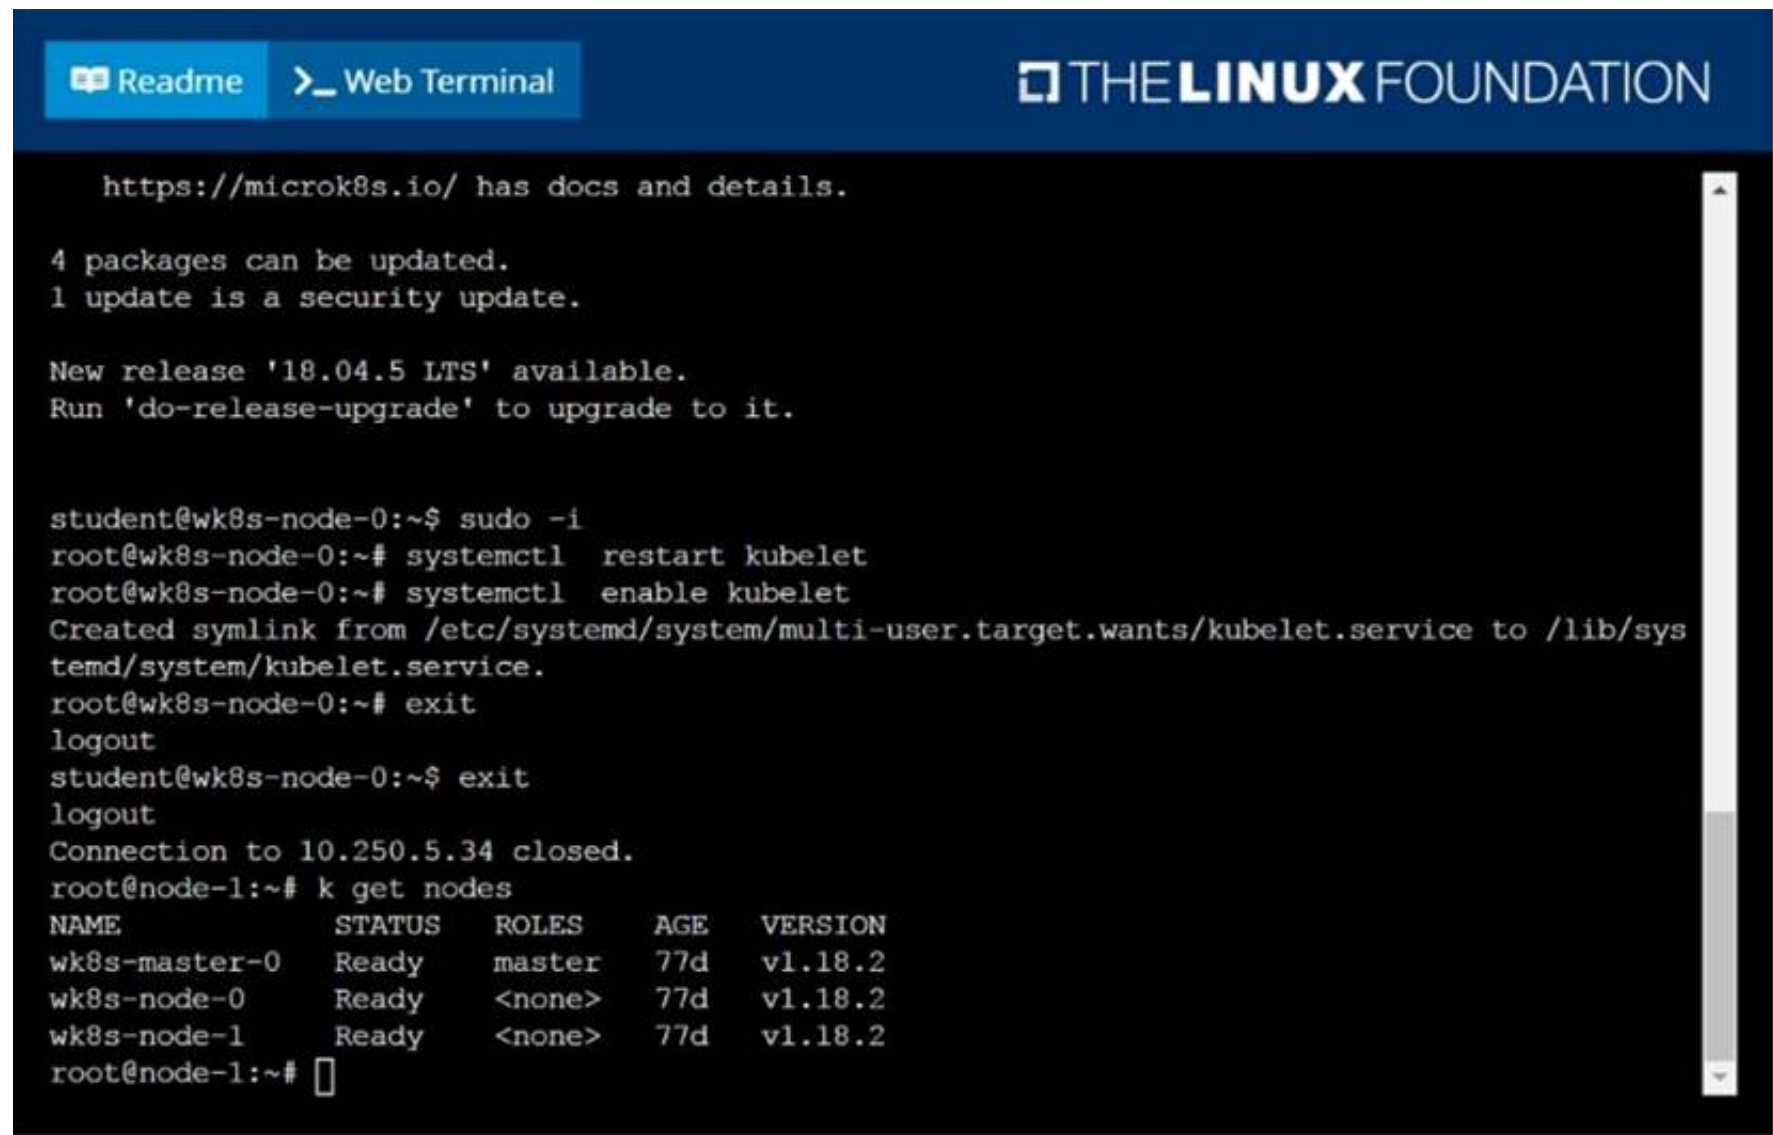 Readme
>_ Web Terminal
THE LINUX FOUNDATION
https://microk8s.io/ has docs and details.
4 packages can be updated.
1 update is a security update.
New release '18.04.5 LTS' available.
Run 'do-release-upgrade' to upgrade to it.
student@wk8s-node-0:~$ sudo -i
root@wk8s-node-0:~# systemctl  restart kubelet
root@wk8s-node-0:~# systemctl  enable kubelet
Created symlink from /etc/systemd/system/multi-user.target.wants/kubelet.service to /lib/sys
temd/system/kubelet.service.
root@wk8s-node-0:~# exit
logout
student@wk8s-node-0:~$ exit
logout
Connection to 10.250.5.34 closed.
root@node-1:~# k get nodes
NAME            STATUS   ROLES    AGE   VERSION
wk8s-master-0   Ready    master   77d   v1.18.2
wk8s-node-0     Ready    <none>   77d   v1.18.2
wk8s-node-1     Ready    <none>   77d   v1.18.2
root@node-1:~#